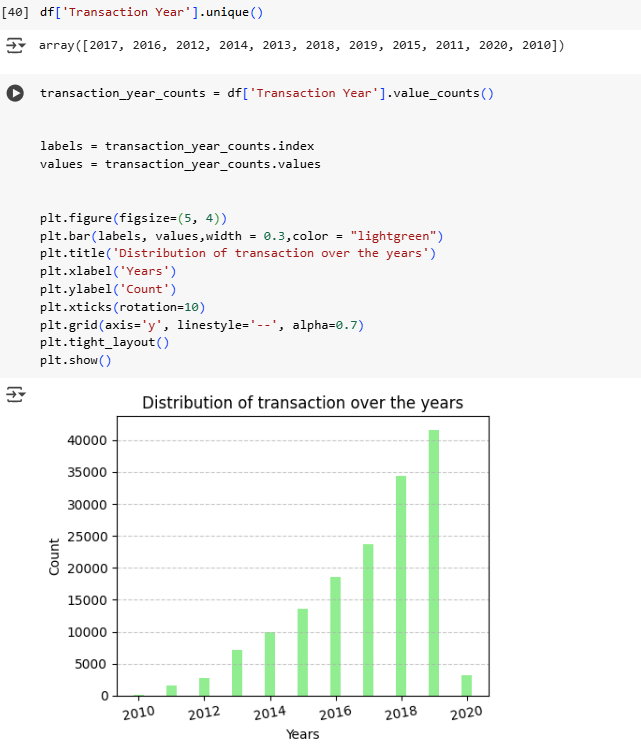 [40] df['Transaction Year'].unique()
array([2017, 2016, 2012, 2014, 2013, 2018, 2019, 2015, 2011, 2020, 2010])
transaction_year_counts = df['Transaction Year'].value_counts()
labels = transaction_year_counts.index
values = transaction_year_counts.values
plt.figure(figsize=(5, 4))
plt.bar(labels, values,width = 0.3,color = "lightgreen")
plt.title('Distribution of transaction over the years')
plt.xlabel('Years')
plt.ylabel('Count')
plt.xticks(rotation=10)
plt.grid(axis='y', linestyle='--', alpha=0.7)
plt.tight_layout()
plt.show()
Distribution of transaction over the years
40000
35000
30000
25000
20000
15000
10000
5000
0
Count
2010 2012 2014 2016 2018 2020
Years